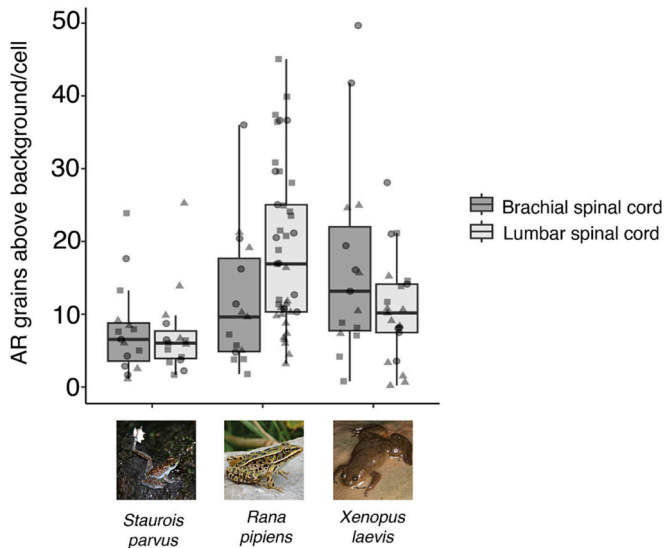 AR grains above background/cell
50
40
30
20
10
0
Brachial spinal cord
Lumbar spinal cord
Staurois
parvus
Rana
pipiens
Xenopus
laevis